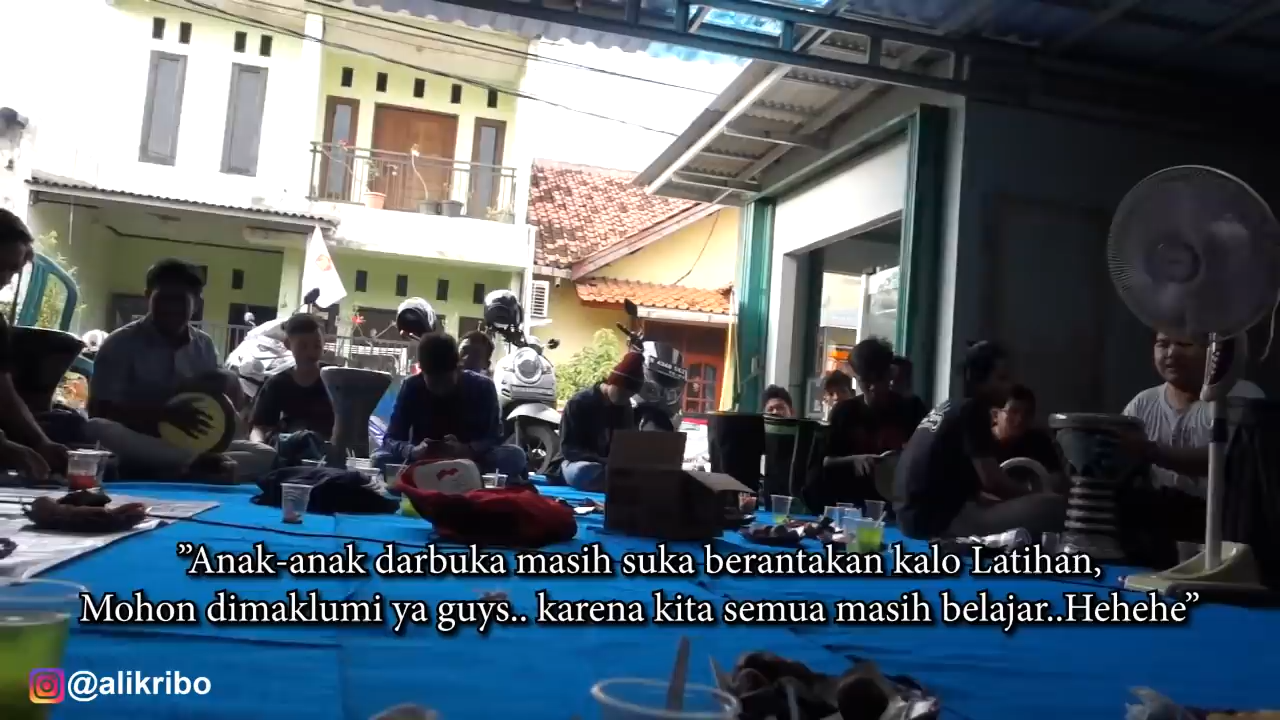 ”Anak-anak darbuka masih suka berantakan kalo Latihan,
Mohon dimaklumi ya guys.. karena kita semua masih belajar..Hehehe”
@alikribo